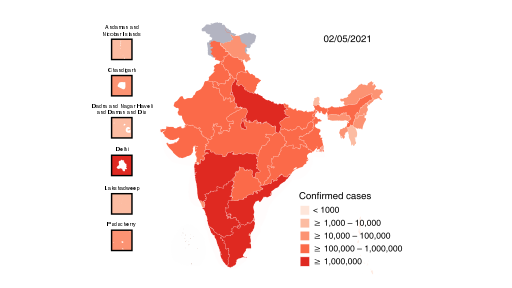 Andaman and
Nicobar Islands
02/05/2021
Chandigarh
Dadra and Nagar Haveli
and Daman and Diu
Delhi
Lakshadweep
Puducherry
Confirmed cases
< 1000
≥ 1,000 – 10,000
≥ 10,000 – 100,000
≥ 100,000 – 1,000,000
≥ 1,000,000